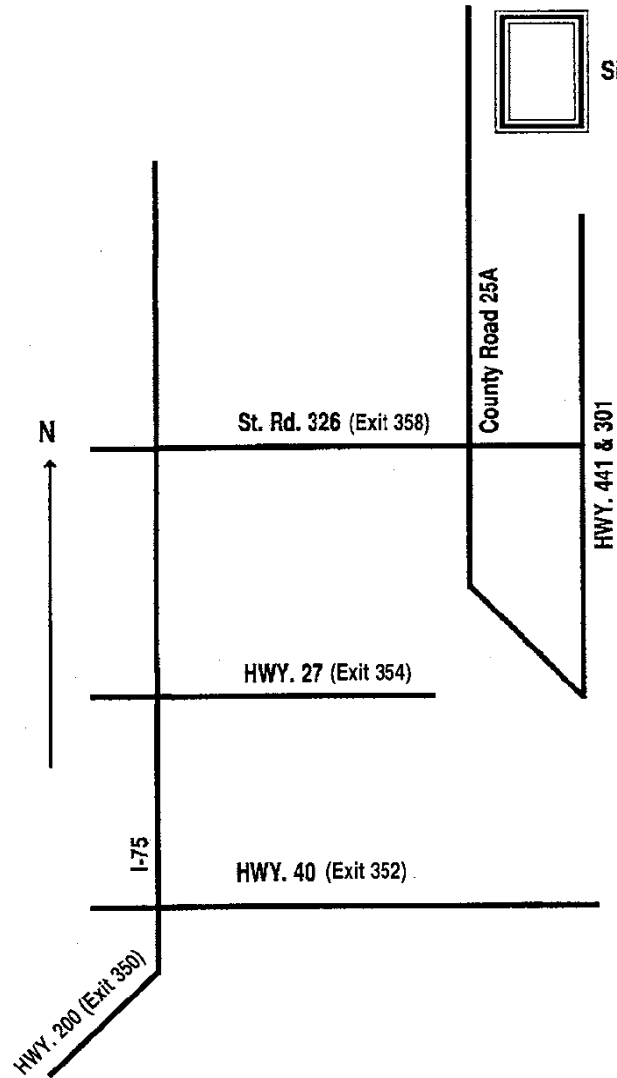 County Road 25A
St. Rd. 326 (Exit 358)
N
HWY. 441 & 301
HWY. 27 (Exit 354)
I-75
HWY. 40 (Exit 352)
HWY. 200 (Exit 350)